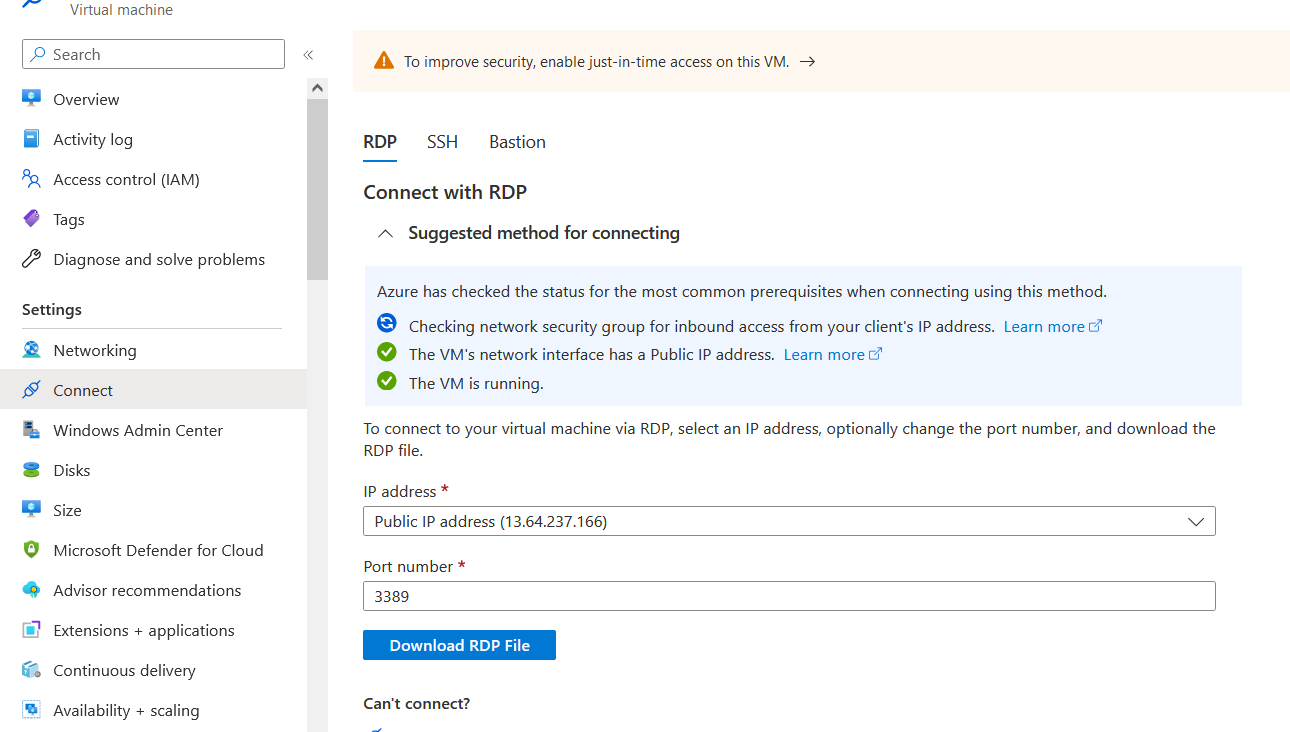 Virtual machine
Search
«
Overview
Activity log
Access control (IAM)
Tags
Diagnose and solve problems
Settings
Networking
Connect
Windows Admin Center
Disks
Size
Microsoft Defender for Cloud
Advisor recommendations
Extensions + applications
Continuous delivery
Availability + scaling
To improve security, enable just-in-time access on this VM. →
RDP SSH Bastion
Connect with RDP
Suggested method for connecting
Azure has checked the status for the most common prerequisites when connecting using this method.
Checking network security group for inbound access from your client's IP address. Learn more
The VM's network interface has a Public IP address. Learn more
The VM is running.
To connect to your virtual machine via RDP, select an IP address, optionally change the port number, and download the
RDP file.
IP address *
Public IP address (13.64.237.166)
Port number *
3389
Download RDP File
Can't connect?